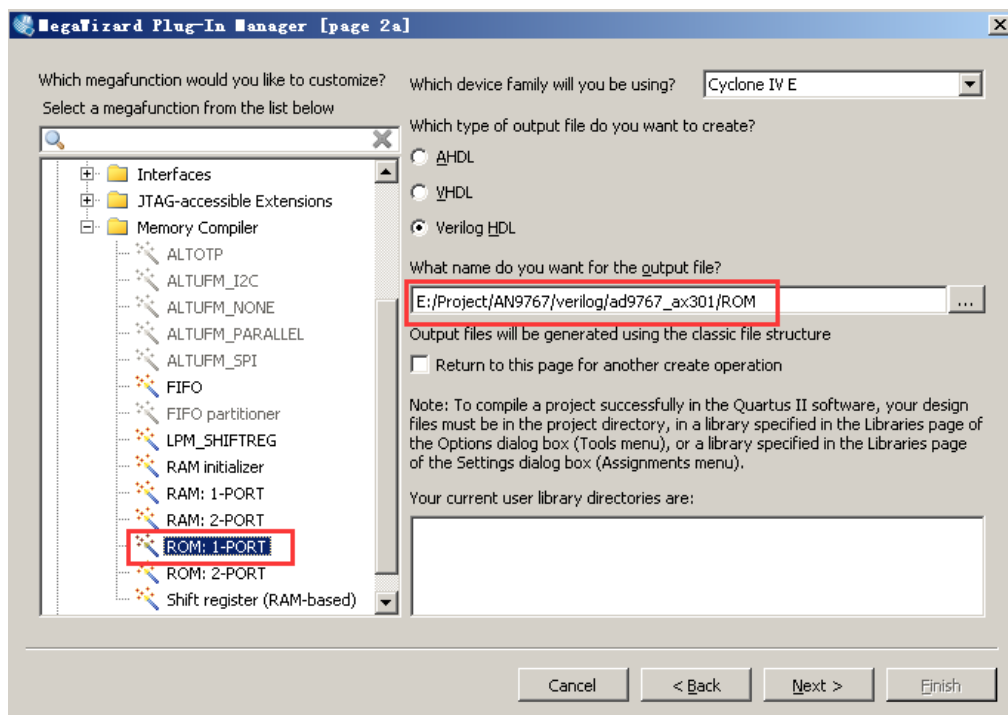 MegaWizard Plug-In Manager [page 2a]
Which megafunction would you like to customize?
Select a megafunction from the list below
Interfaces
JTAG-accessible Extensions
Memory Compiler
ALTOTP
ALTUFM_I2C
ALTUFM_NONE
ALTUFM_PARALLEL
ALTUFM_SPI
FIFO
FIFO partitioner
LPM_SHIFTREG
RAM initializer
RAM: 1-PORT
RAM: 2-PORT
ROM: 1-PORT
ROM: 2-PORT
Shift register (RAM-based)
Which device family will you be using?
Cyclone IV E
Which type of output file do you want to create?
AHDL
VHDL
Verilog HDL
What name do you want for the output file?
E:/Project/AN9767/verilog/ad9767_ax301/ROM
...
Output files will be generated using the classic file structure
Return to this page for another create operation
Note: To compile a project successfully in the Quartus II software, your design
files must be in the project directory, in a library specified in the Libraries page of
the Options dialog box (Tools menu), or a library specified in the Libraries page
of the Settings dialog box (Assignments menu).
Your current user library directories are:
Cancel
< Back
Next >
Finish